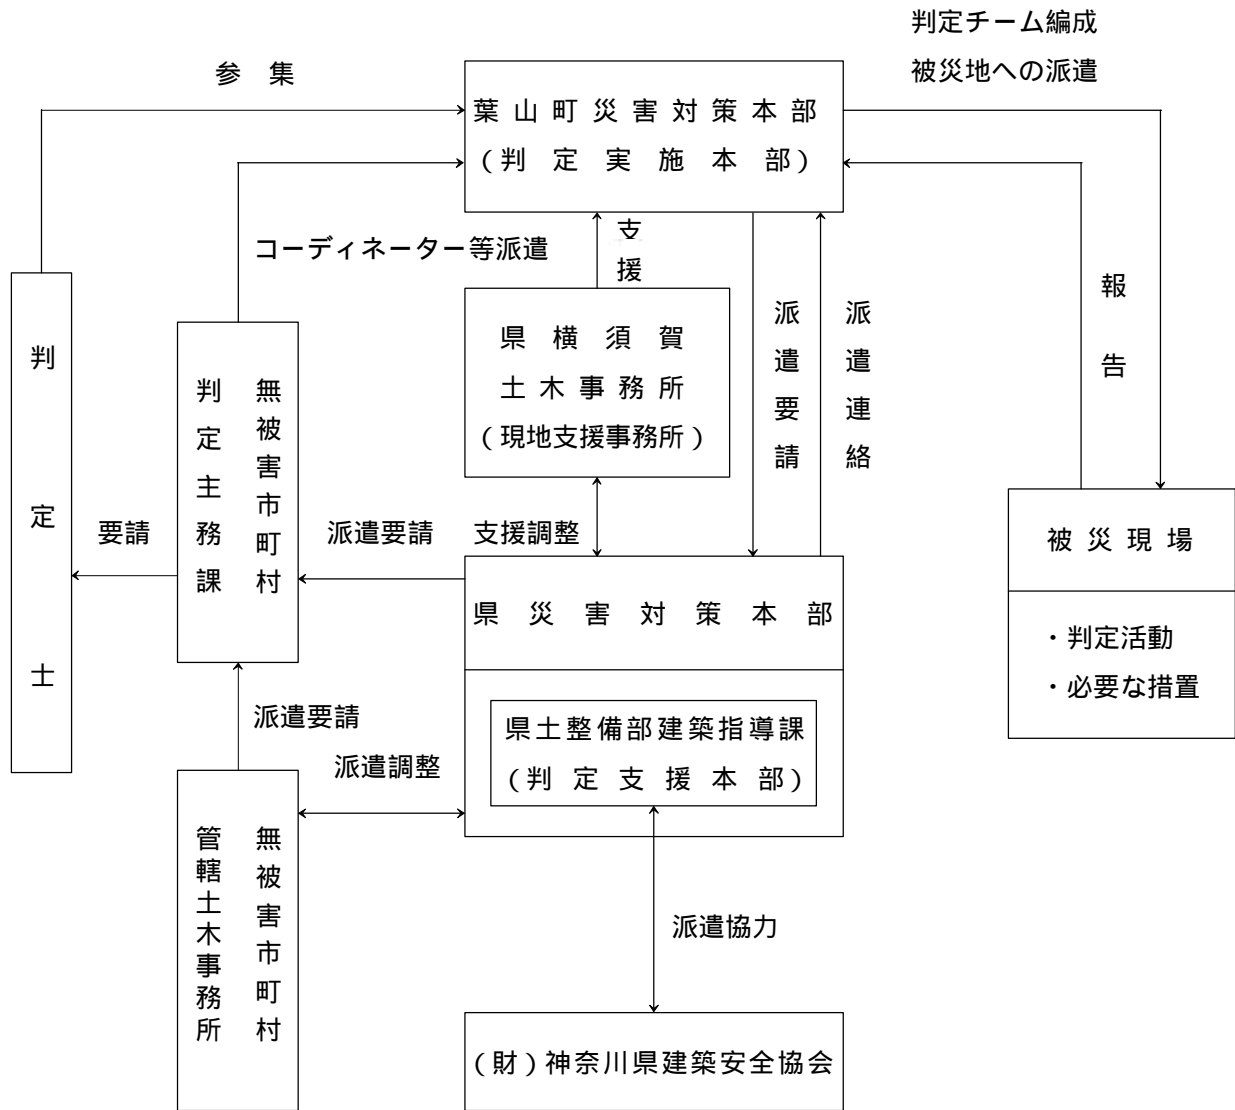 判定チーム編成
被災地への派遣
参集
葉山町災害対策本部
(判定実施本部)
コーディネーター等派遣
支援
県横須賀
土木事務所
(現地支援事務所)
派遣要請
派遣連絡
報告
判定士
無被害市町村
判定主務課
要請
派遣要請
支援調整
被災現場
・判定活動
・必要な措置
県災害対策本部
県土整備部建築指導課
(判定支援本部)
派遣要請
派遣調整
無被害市町村
管轄土木事務所
派遣協力
(財)神奈川県建築安全協会